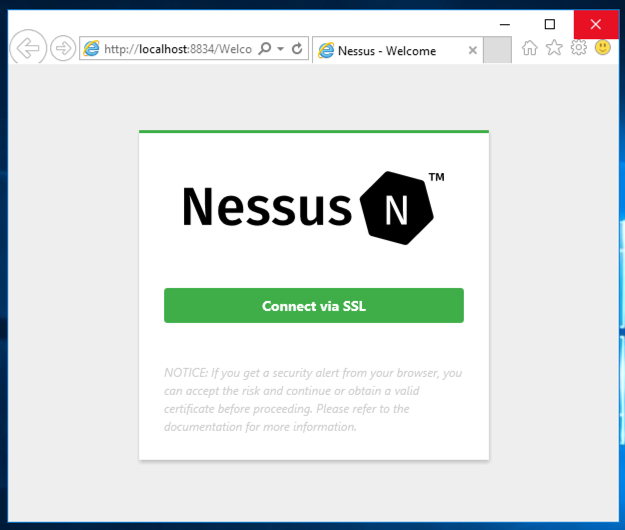 http://localhost:8834/Welco
Nessus - Welcome
Nessus N ™
Connect via SSL
NOTICE: If you get a security alert from your browser, you
can accept the risk and continue or obtain a valid
certificate before proceeding. Please refer to the
documentation for more information.